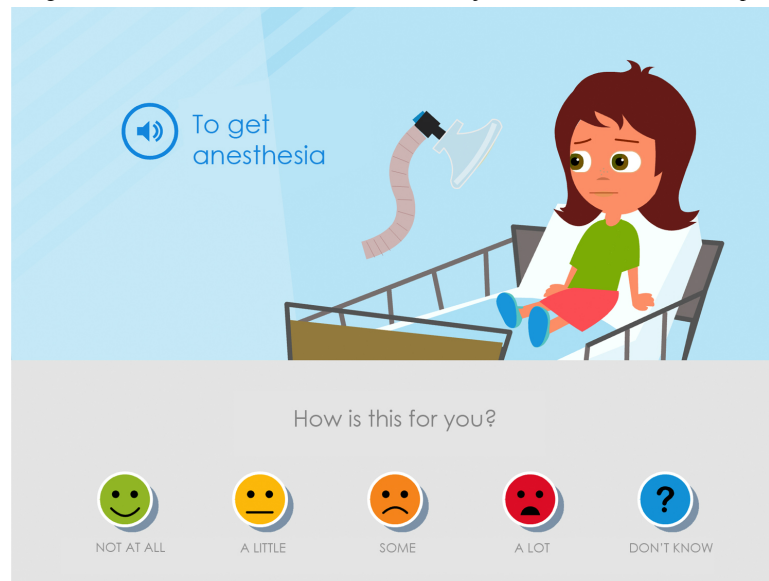 To get
anesthesia
How is this for you?
NOT AT ALL
A LITTLE
SOME
A LOT
?
DON'T KNOW